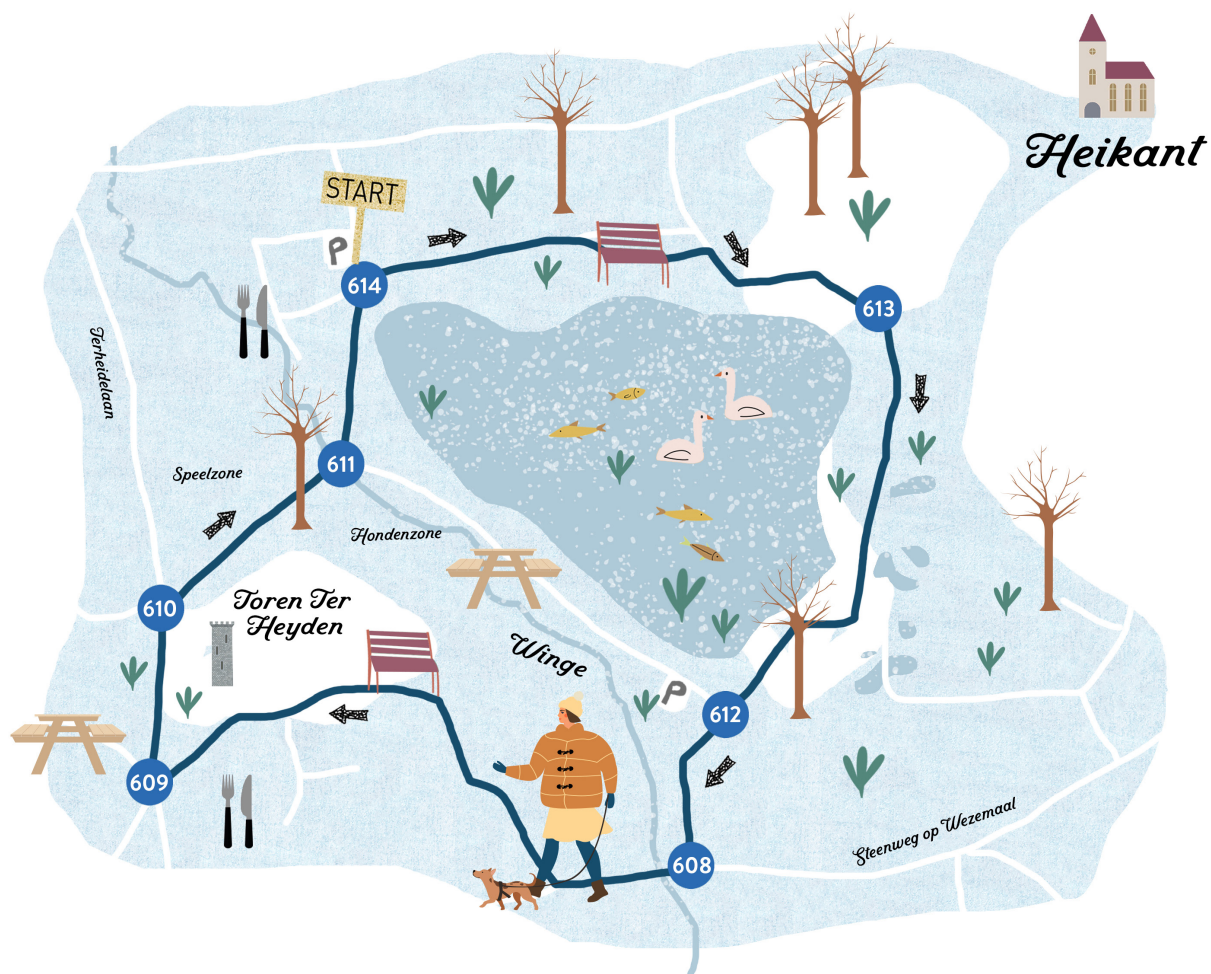 Heikant
START
P
614
613
Terheidelaan
611
Speelzone
Hondenzone
610
Toren Ter
Heyden
Winge
P
612
609
608
Steenweg op Wezemaal